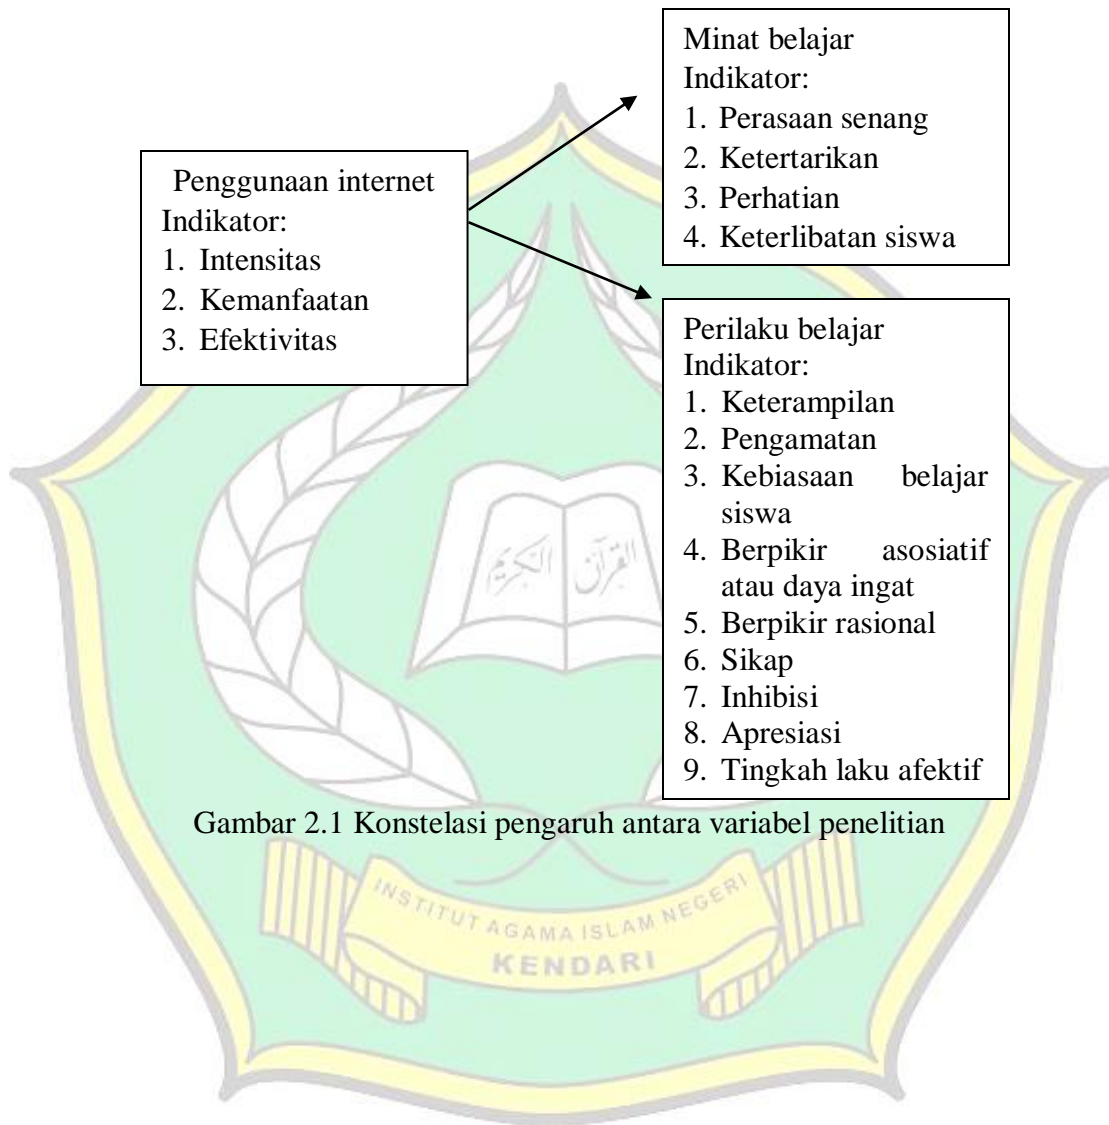 Minat belajar
Indikator:
1. Perasaan senang
2. Ketertarikan
3. Perhatian
4. Keterlibatan siswa
Penggunaan internet
Indikator:
1. Intensitas
2. Kemanfaatan
3. Efektivitas
Perilaku belajar
Indikator:
1. Keterampilan
2. Pengamatan
3. Kebiasaan belajar
siswa
4. Berpikir asosiatif
atau daya ingat
5. Berpikir rasional
6. Sikap
7. Inhibisi
8. Apresiasi
9. Tingkah laku afektif
القرآن الكريم
Gambar 2.1 Konstelasi pengaruh antara variabel penelitian
INSTITUT AGAMA ISLAM NEGERI
KENDARI